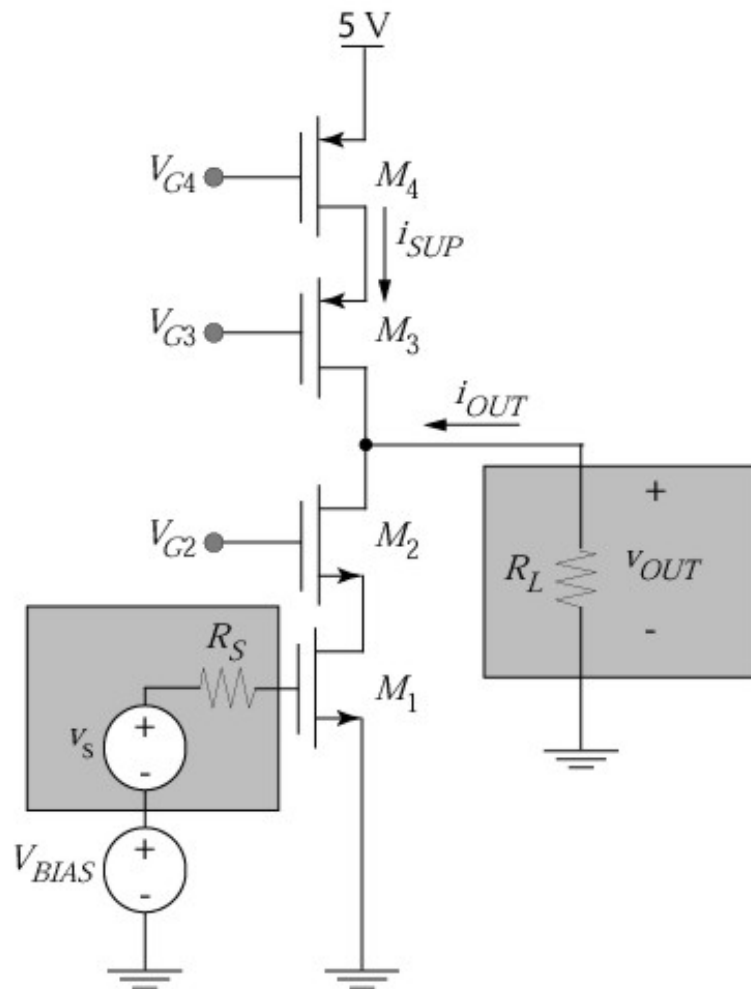 5 V
V_G4
M_4
i_SUP
V_G3
M_3
i_OUT
V_G2
M_2
+
R_L
v_OUT
-
R_S
M_1
v_s
+
-
V_BIAS
+
-